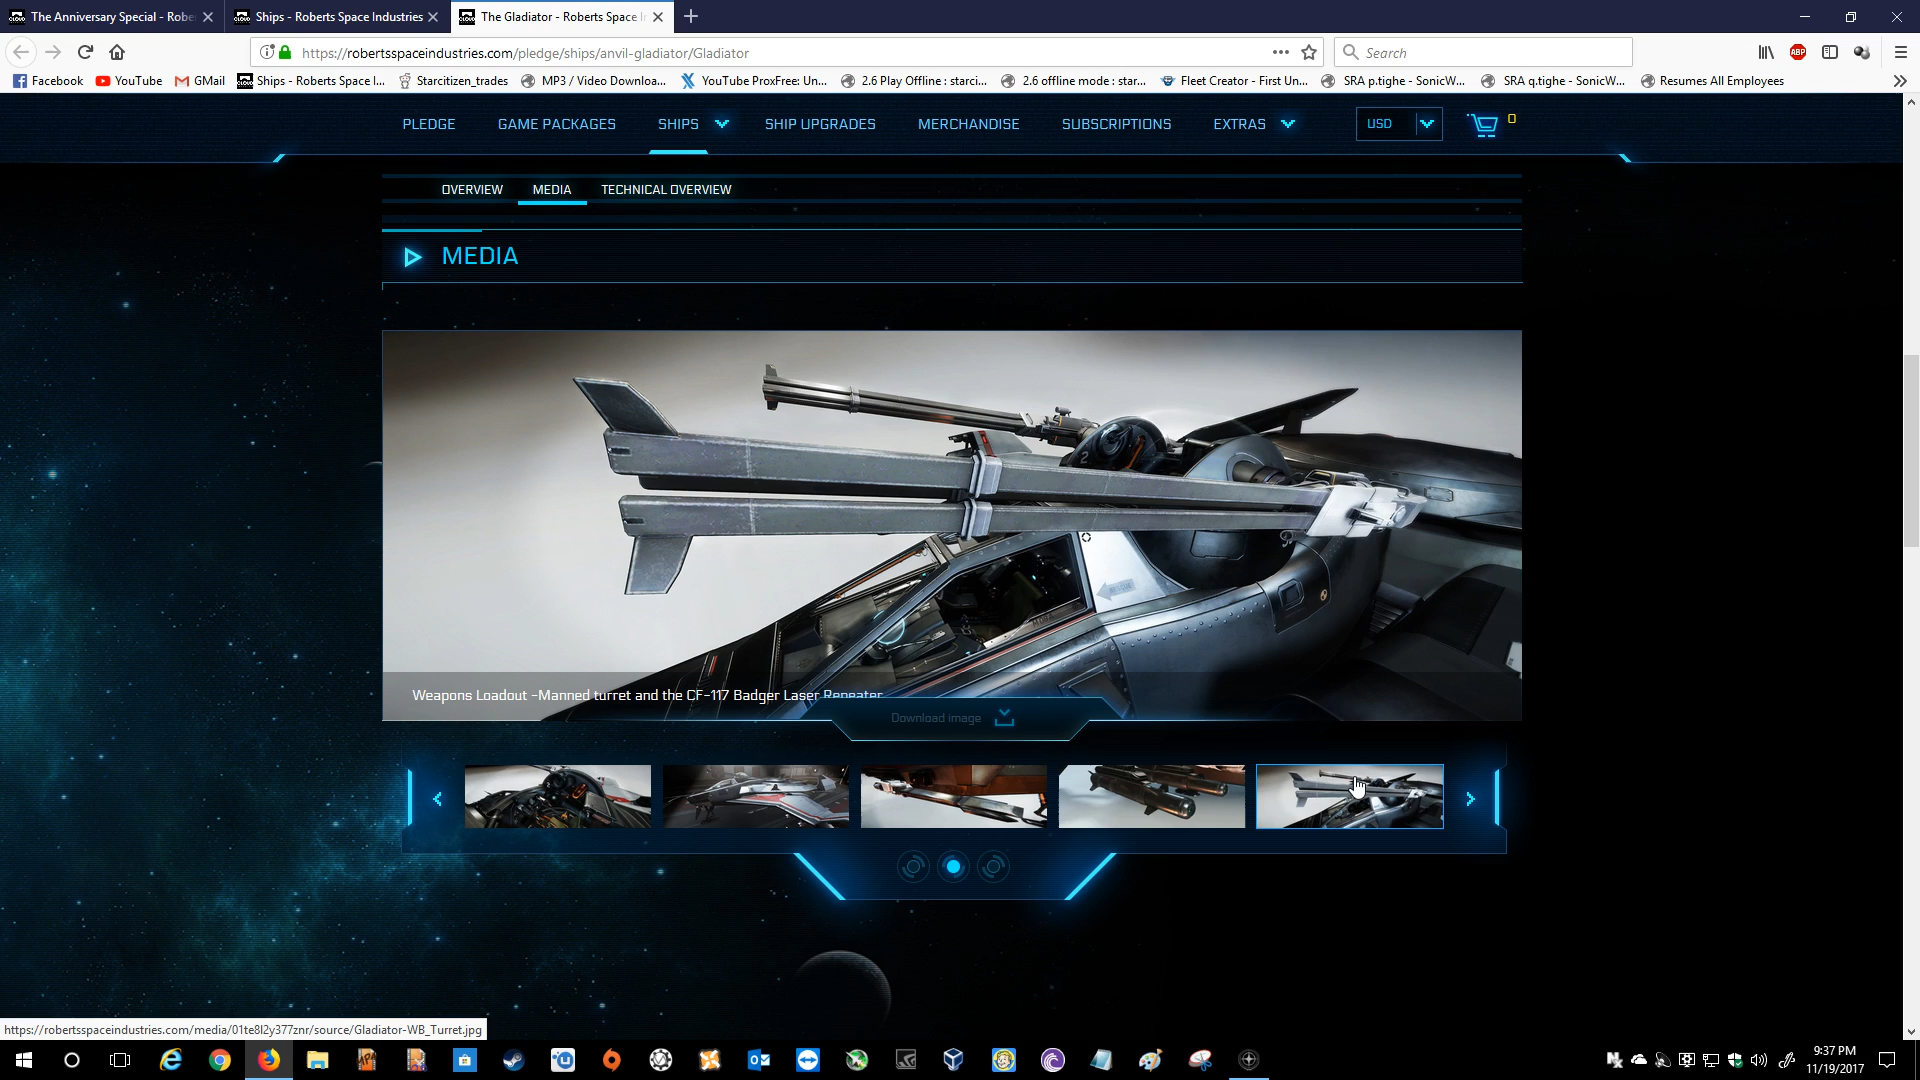 The Anniversary Special - Robe
Ships - Roberts Space Industries
The Gladiator - Roberts Space I
https://robertsspaceindustries.com/pledge/ships/anvil-gladiator/Gladiator
Search
Facebook
YouTube
GMail
Ships - Roberts Space I...
Starcitizen_trades
MP3 / Video Downloa...
YouTube ProxFree: Un...
2.6 Play Offline : starci...
2.6 offline mode : star...
Fleet Creator - First Un...
SRA p.tighe - SonicW...
SRA q.tighe - SonicW...
Resumes All Employees
PLEDGE
GAME PACKAGES
SHIPS
SHIP UPGRADES
MERCHANDISE
SUBSCRIPTIONS
EXTRAS
USD
0
OVERVIEW
MEDIA
TECHNICAL OVERVIEW
MEDIA
2
Weapons Loadout -Manned turret and the CF-117 Badger Laser Repeater
Download image
https://robertsspaceindustries.com/media/01te8l2y377znr/source/Gladiator-WB_Turret.jpg
9:37 PM
11/19/2017